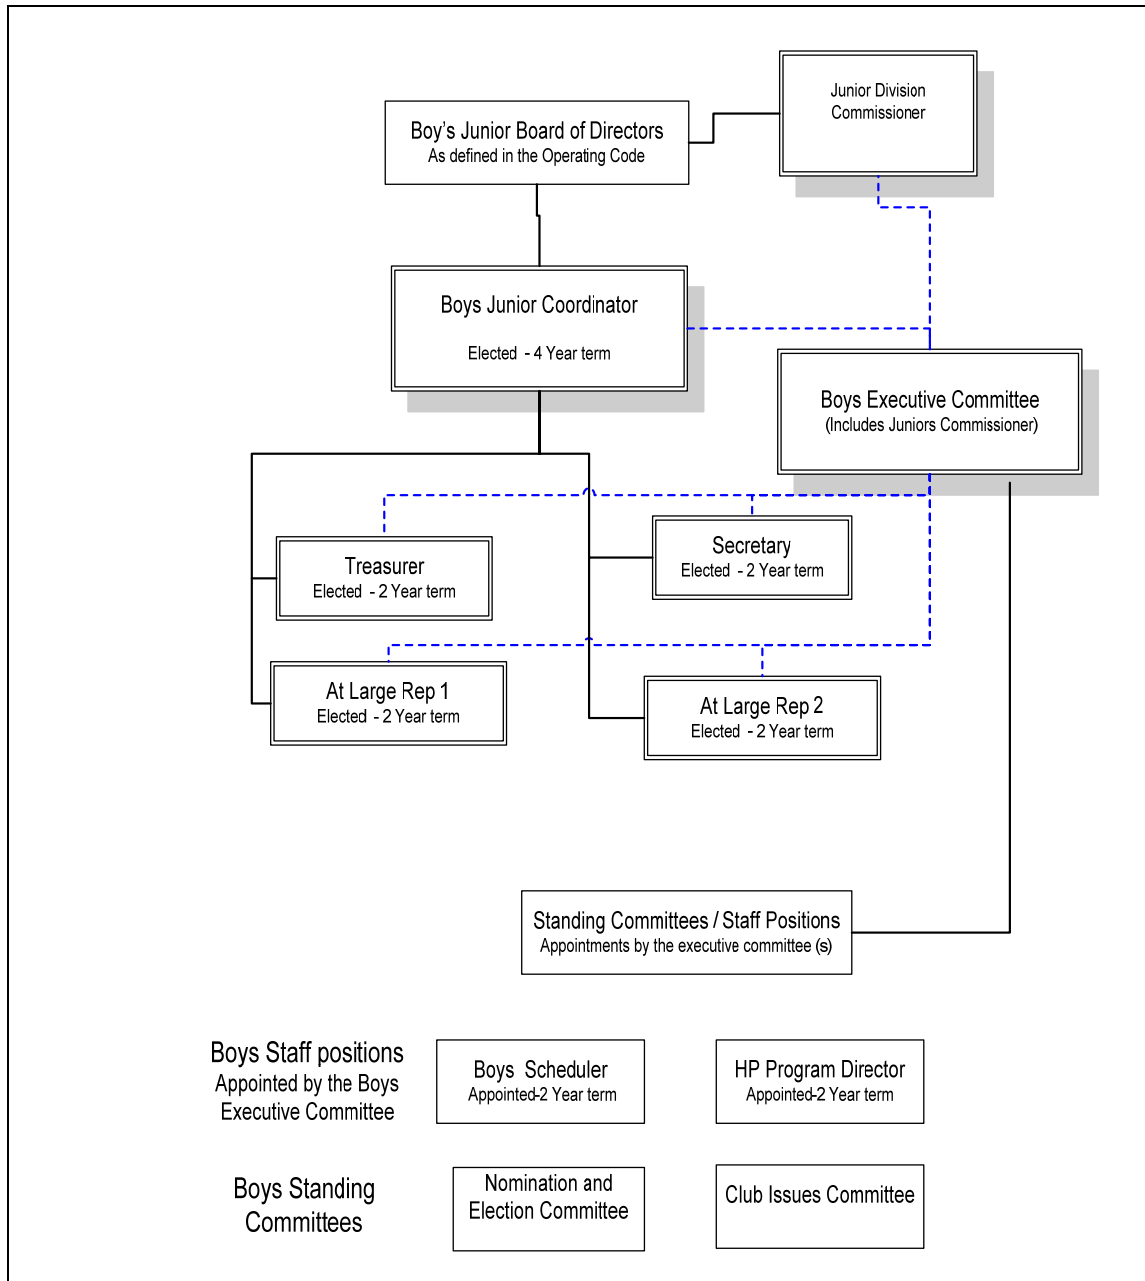 Junior Division
Commissioner
Boy's Junior Board of Directors
As defined in the Operating Code
Boys Junior Coordinator
Elected - 4 Year term
Boys Executive Committee
(Includes Juniors Commissioner)
Treasurer
Elected - 2 Year term
Secretary
Elected - 2 Year term
At Large Rep 1
Elected - 2 Year term
At Large Rep 2
Elected - 2 Year term
Standing Committees / Staff Positions
Appointments by the executive committee (s)
Boys Staff positions
Appointed by the Boys
Executive Committee
Boys Scheduler
Appointed-2 Year term
HP Program Director
Appointed-2 Year term
Boys Standing
Committees
Nomination and
Election Committee
Club Issues Committee